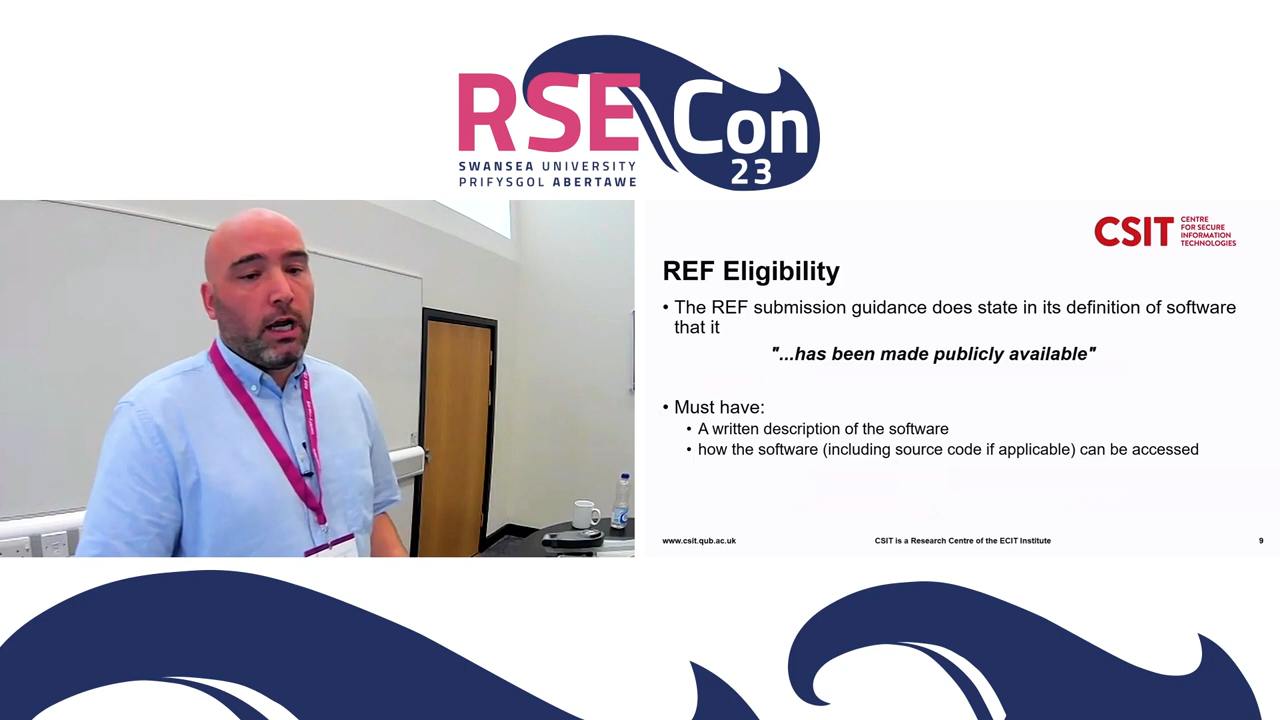 RSE Con
23
SWANSEA UNIVERSITY
PRIFYSGOL ABERTAWE
CSIT CENTRE
FOR SECURE
INFORMATION
TECHNOLOGIES
REF Eligibility
• The REF submission guidance does state in its definition of software
that it
"...has been made publicly available"
• Must have:
• A written description of the software
• how the software (including source code if applicable) can be accessed
www.csit.qub.ac.uk CSIT is a Research Centre of the ECIT Institute 9